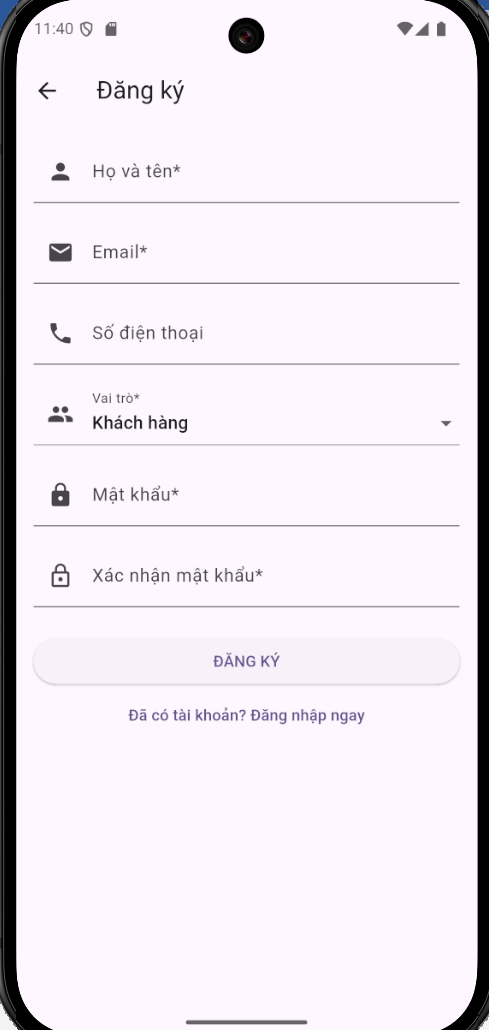 11:40
Đăng ký
Họ và tên*
Email*
Số điện thoại
Vai trò*
Khách hàng
Mật khẩu*
Xác nhận mật khẩu*
ĐĂNG KÝ
Đã có tài khoản? Đăng nhập ngay